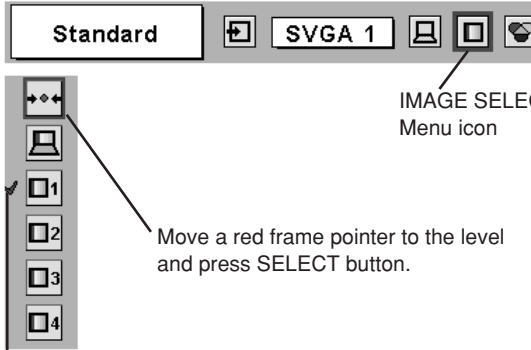 Standard
SVGA 1
IMAGE SELEC
Menu icon
1
Move a red frame pointer to the level
and press SELECT button.
2
3
4